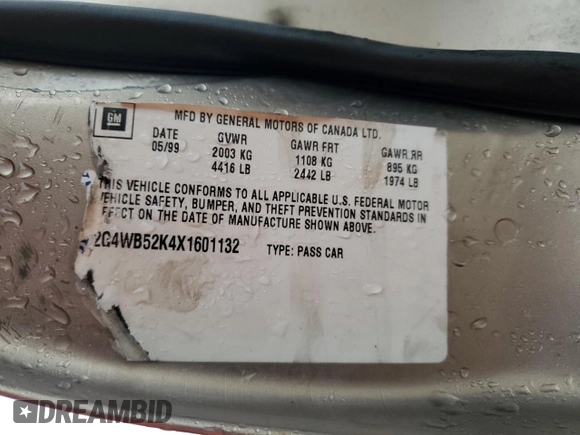 GM
MFD BY GENERAL MOTORS OF CANADA LTD.
DATE GVWR GAWR FRT GAWR RR
05/99 2003 KG 1108 KG 895 KG
4416 LB 2442 LB 1974 LB
THIS VEHICLE CONFORMS TO ALL APPLICABLE U.S. FEDERAL MOTOR
VEHICLE SAFETY, BUMPER, AND THEFT PREVENTION STANDARDS IN
EFFECT ON THE DATE OF MANUFACTURE SHOWN ABOVE.
2G4WB52K4X1601132 TYPE: PASS CAR
DREAMBID